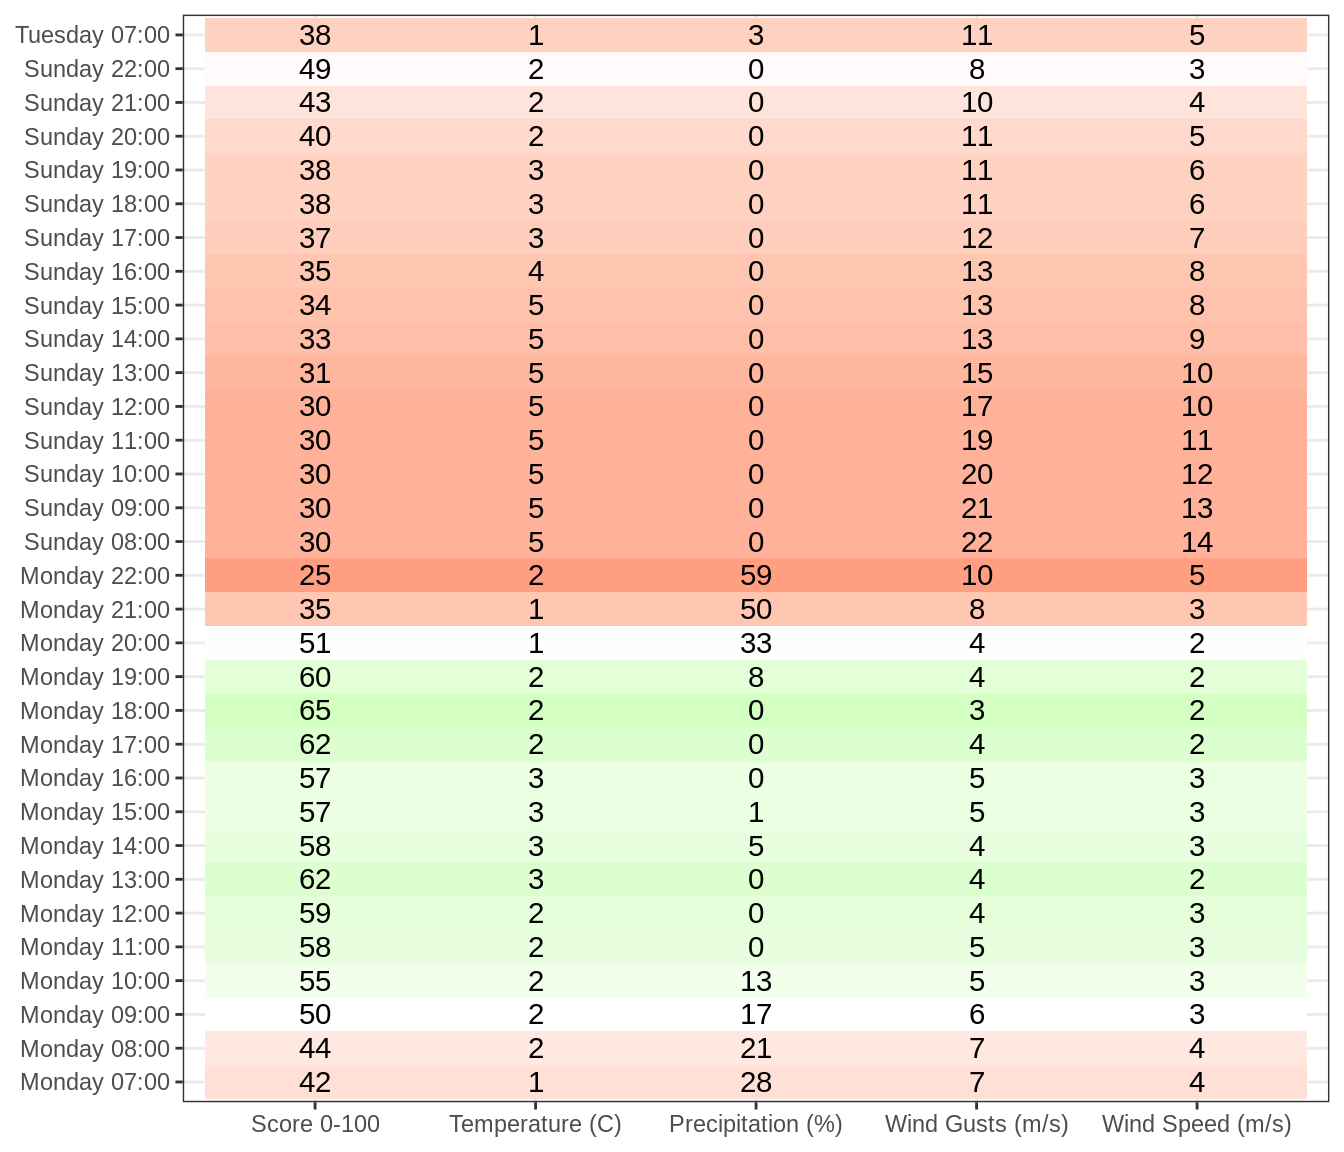 Tuesday 07:00 38 1 3 11 5
Sunday 22:00 49 2 0 8 3
Sunday 21:00 43 2 0 10 4
Sunday 20:00 40 2 0 11 5
Sunday 19:00 38 3 0 11 6
Sunday 18:00 38 3 0 11 6
Sunday 17:00 37 3 0 12 7
Sunday 16:00 35 4 0 13 8
Sunday 15:00 34 5 0 13 8
Sunday 14:00 33 5 0 13 9
Sunday 13:00 31 5 0 15 10
Sunday 12:00 30 5 0 17 10
Sunday 11:00 30 5 0 19 11
Sunday 10:00 30 5 0 20 12
Sunday 09:00 30 5 0 21 13
Sunday 08:00 30 5 0 22 14
Monday 22:00 25 2 59 10 5
Monday 21:00 35 1 50 8 3
Monday 20:00 51 1 33 4 2
Monday 19:00 60 2 8 4 2
Monday 18:00 65 2 0 3 2
Monday 17:00 62 2 0 4 2
Monday 16:00 57 3 0 5 3
Monday 15:00 57 3 1 5 3
Monday 14:00 58 3 5 4 3
Monday 13:00 62 3 0 4 2
Monday 12:00 59 2 0 4 3
Monday 11:00 58 2 0 5 3
Monday 10:00 55 2 13 5 3
Monday 09:00 50 2 17 6 3
Monday 08:00 44 2 21 7 4
Monday 07:00 42 1 28 7 4
Score 0-100 Temperature (C) Precipitation (%) Wind Gusts (m/s) Wind Speed (m/s)